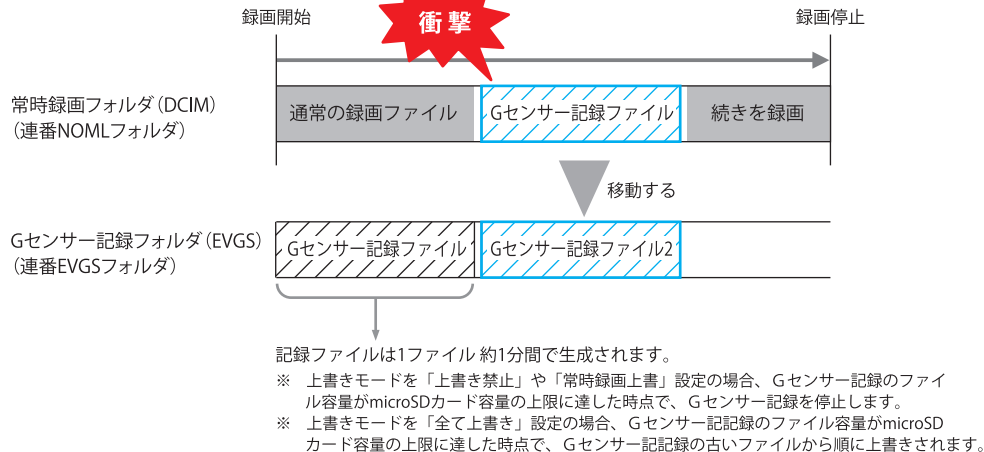 録画開始
衝撃
録画停止
常時録画フォルダ（DCIM）
（連番NOMLフォルダ）
通常の録画ファイル
Gセンサー記録ファイル
続きを録画
移動する
Gセンサー記録フォルダ（EVGS）
（連番EVGSフォルダ）
Gセンサー記録ファイル
Gセンサー記録ファイル2
記録ファイルは1ファイル 約1分間で生成されます。
※　上書きモードを「上書き禁止」や「常時録画上書」設定の場合、Ｇセンサー記録のファイ
ル容量がmicroSDカード容量の上限に達した時点で、Ｇセンサー記録を停止します。
※　上書きモードを「全て上書き」設定の場合、Ｇセンサー記記録のファイル容量がmicroSD
カード容量の上限に達した時点で、Ｇセンサー記記録の古いファイルから順に上書きされます。